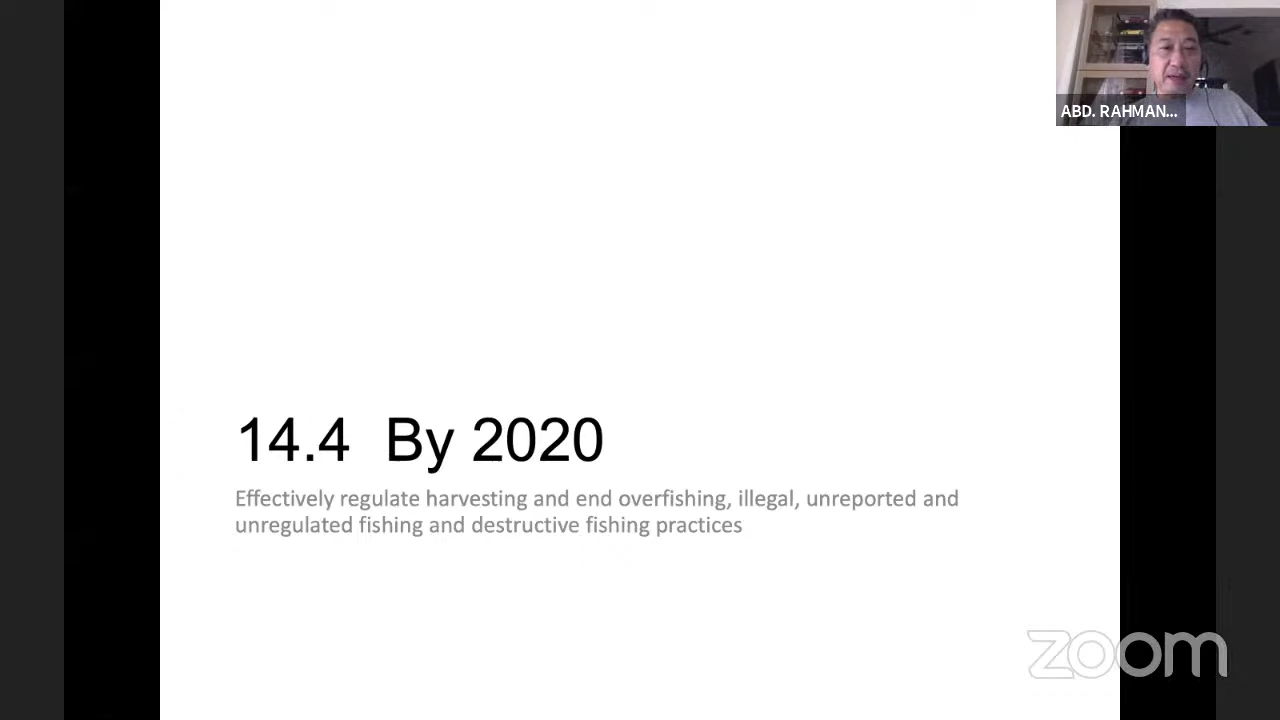 ABD. RAHMAN...
14.4 By 2020
Effectively regulate harvesting and end overfishing, illegal, unreported and
unregulated fishing and destructive fishing practices
zoom